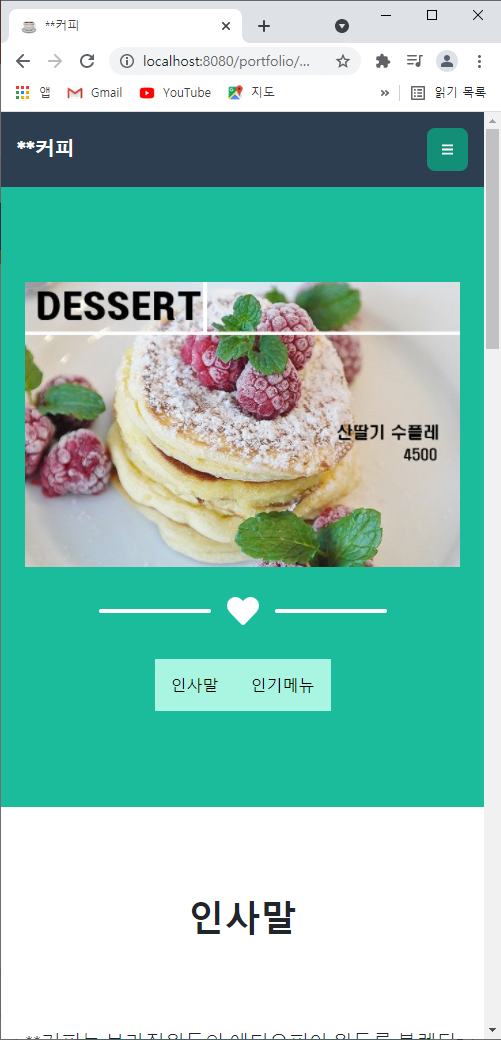 **커피
localhost:8080/portfolio/...
앱 Gmail YouTube 지도 » 읽기 목록
**커피
DESSERT
산딸기 수플레
4500
인사말 인기메뉴
인사말